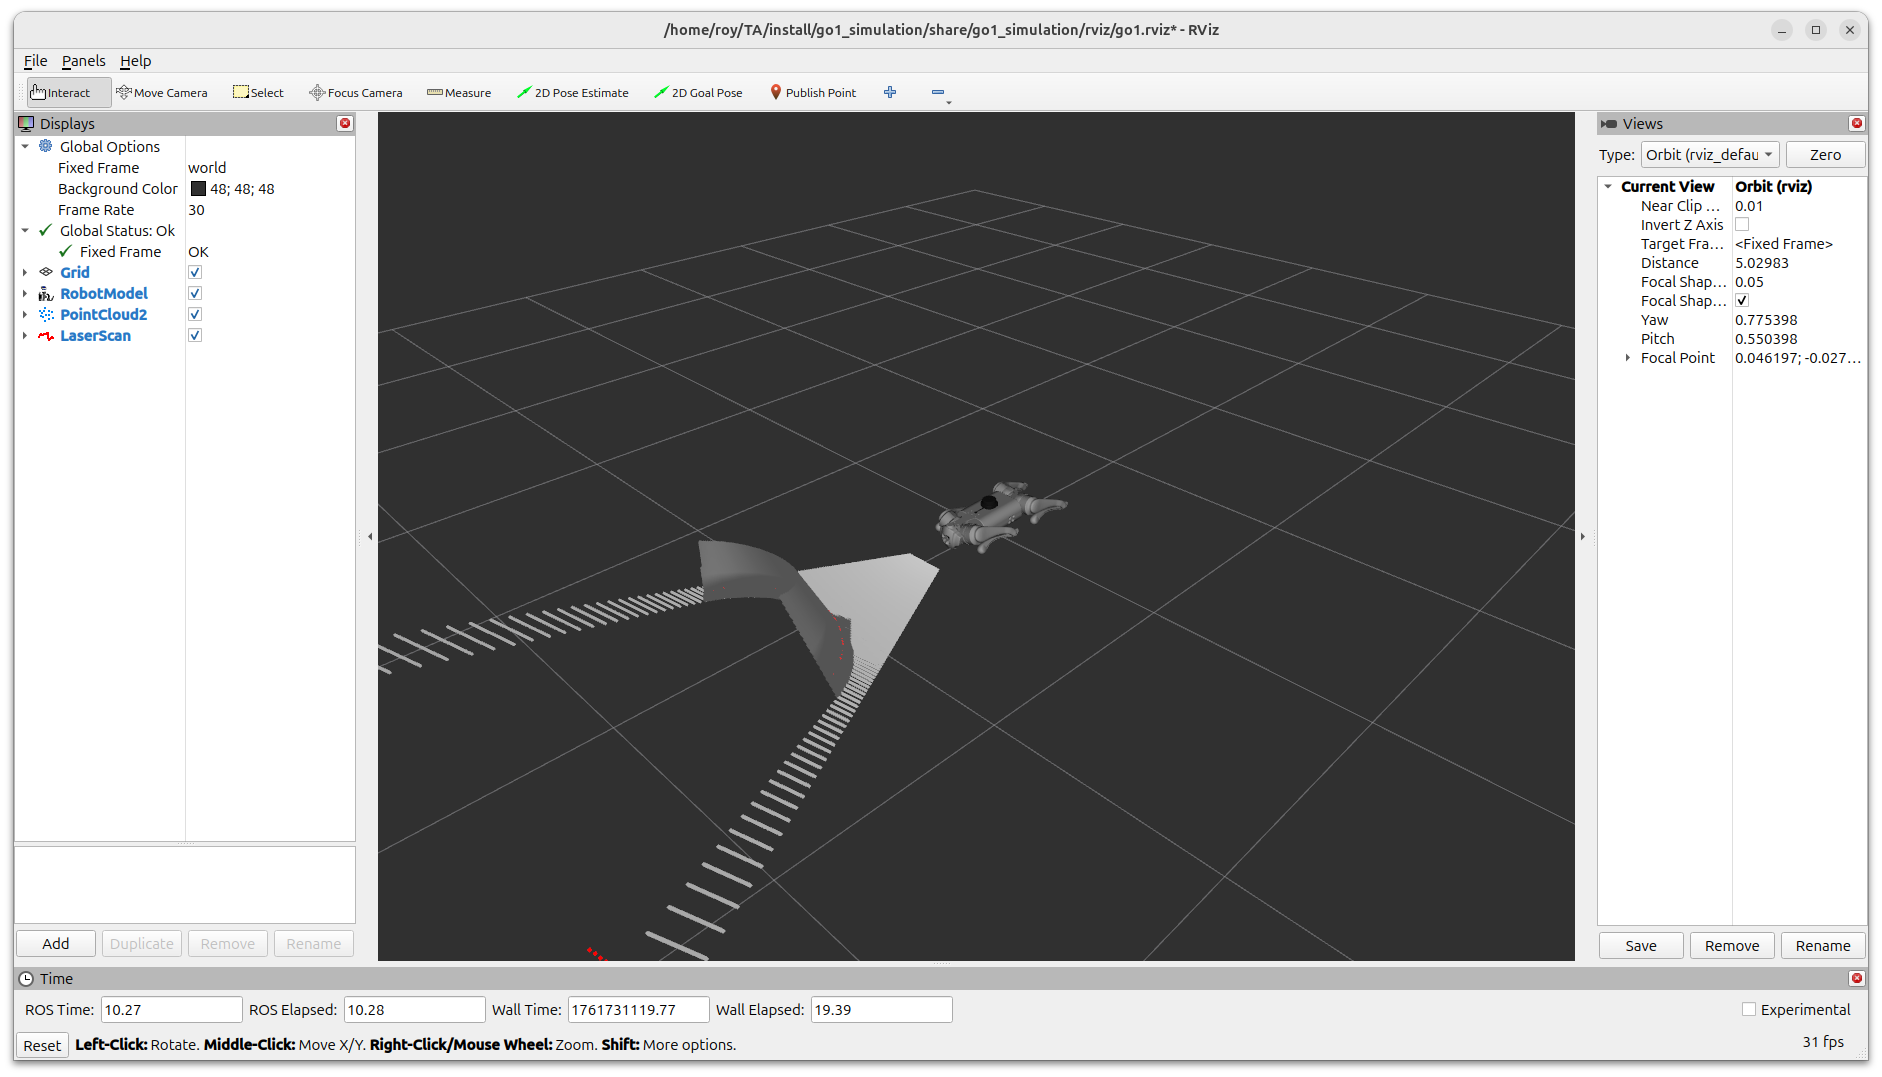 /home/roy/TA/install/go1_simulation/share/go1_simulation/rviz/go1.rviz* - RViz
File Panels Help
Interact Move Camera Select Focus Camera Measure 2D Pose Estimate 2D Goal Pose Publish Point
Displays
Global Options
Fixed Frame world
Background Color 48; 48; 48
Frame Rate 30
Global Status: Ok
Fixed Frame OK
Grid
RobotModel
PointCloud2
LaserScan
Add Duplicate Remove Rename
Views
Type: Orbit (rviz_defau Zero
Current View Orbit (rviz)
Near Clip ... 0.01
Invert Z Axis
Target Fra... <Fixed Frame>
Distance 5.02983
Focal Shap... 0.05
Focal Shap...
Yaw 0.775398
Pitch 0.550398
Focal Point 0.046197; -0.027...
Save Remove Rename
Time
ROS Time: 10.27 ROS Elapsed: 10.28 Wall Time: 1761731119.77 Wall Elapsed: 19.39 Experimental
Reset Left-Click: Rotate. Middle-Click: Move X/Y. Right-Click/Mouse Wheel: Zoom. Shift: More options. 31 fps